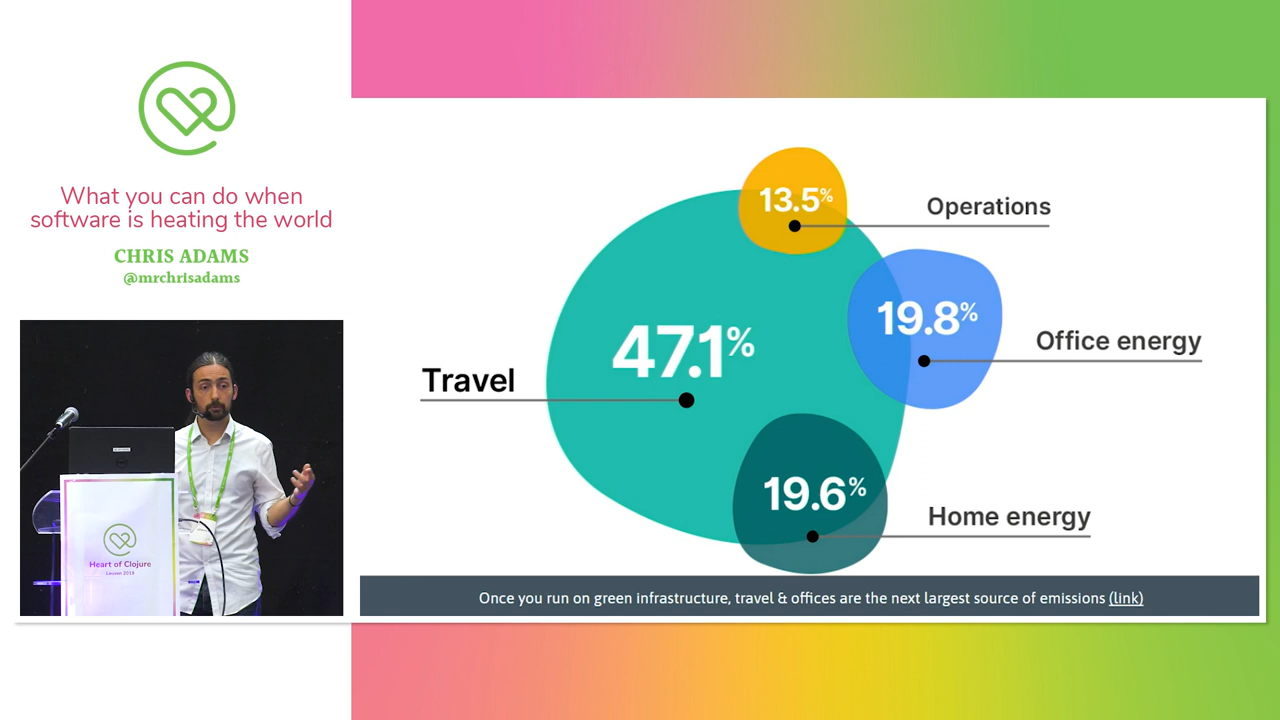 What you can do when
software is heating the world
CHRIS ADAMS
@mrchrisadams
Heart of Clojure
Leuven 2019
13.5%
Operations
19.8%
Office energy
47.1%
Travel
19.6%
Home energy
Once you run on green infrastructure, travel & offices are the next largest source of emissions (link)